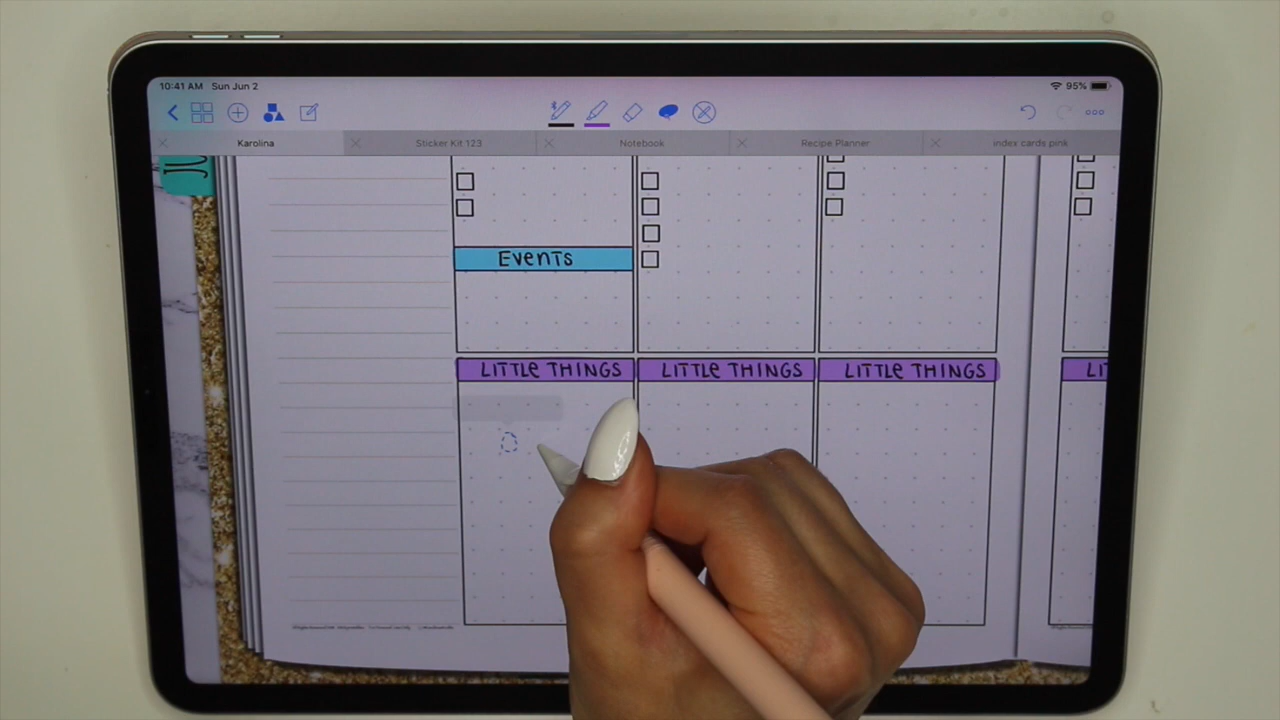 10:41 AM Sun Jun 2
95%
Karolina
Sticker Kit 123
Notebook
Recipe Planner
index cards pink
Events
LITTLe THINGS
LITTLe THINGS
LITTLe THINGS
LI